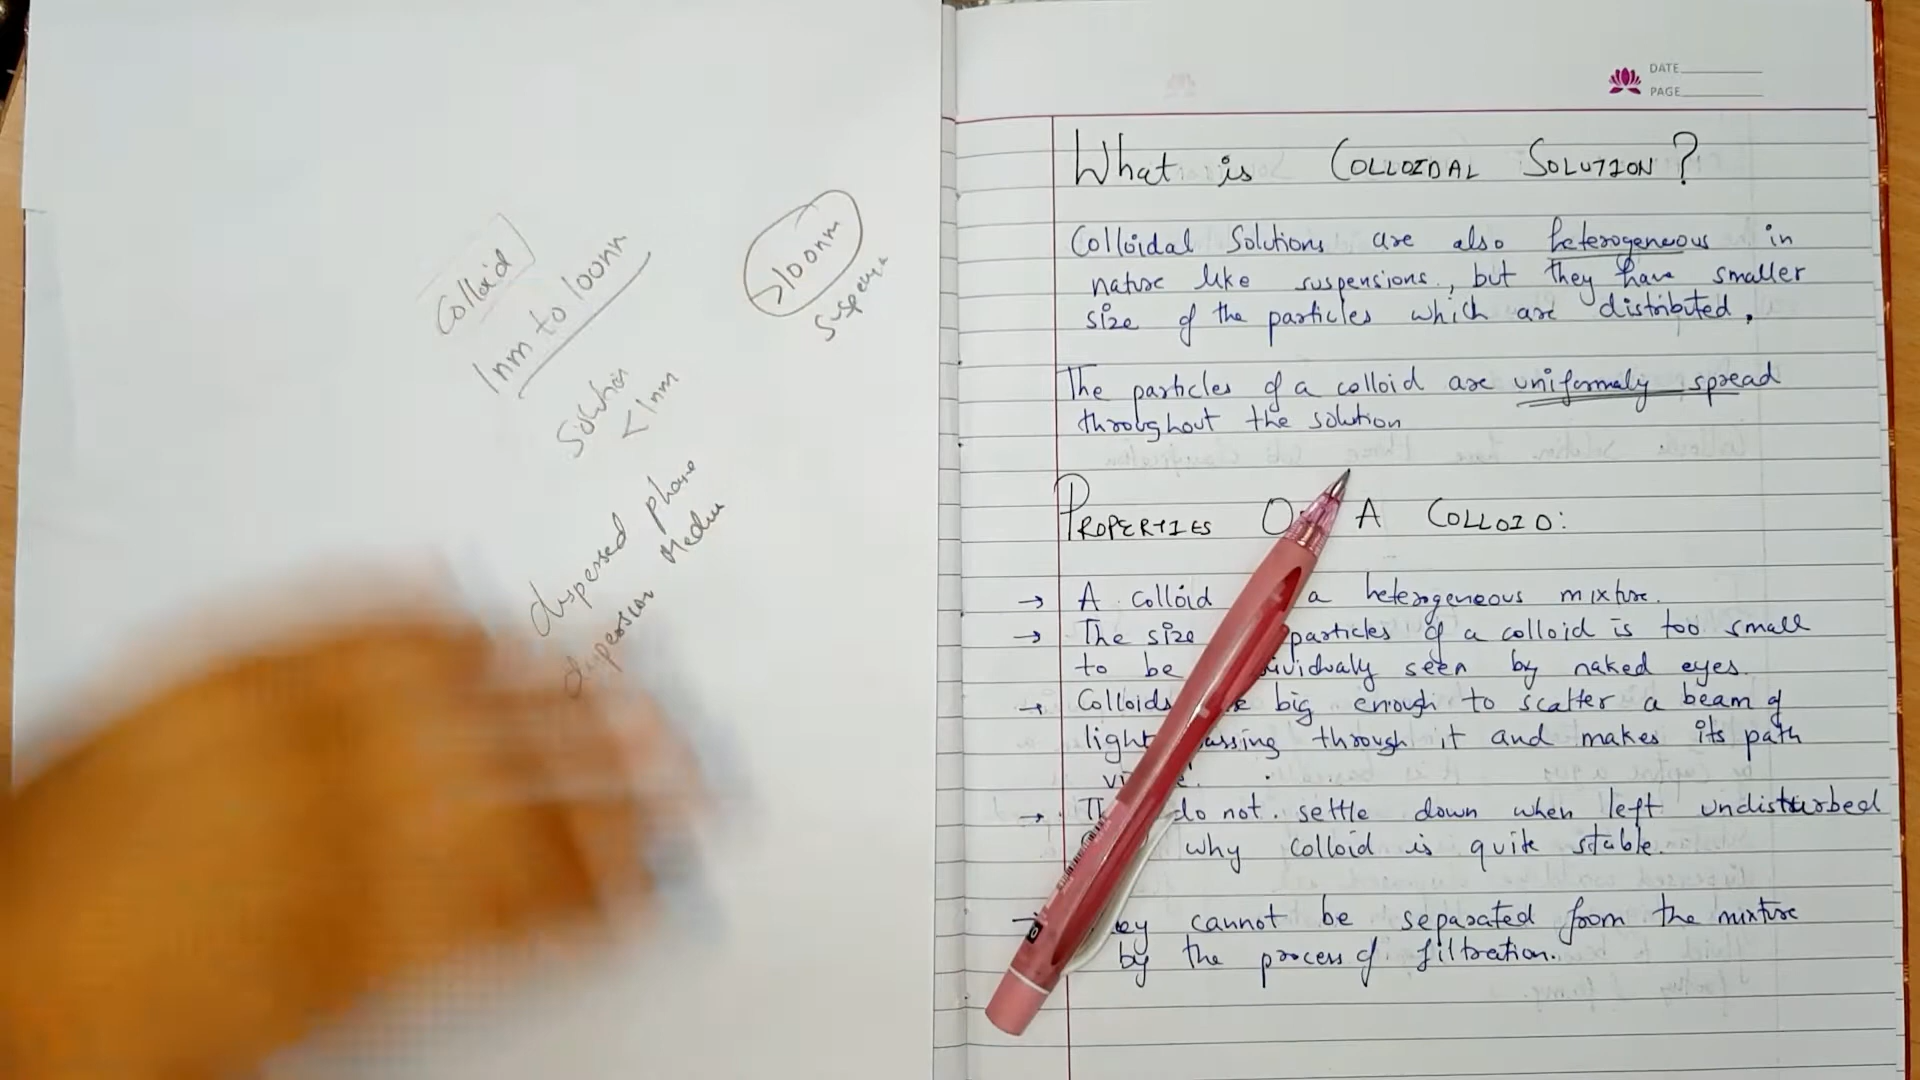 Colloid
1nm to 100nm
>100nm
Solution
<1nm
dispersed phase
dispersion
DATE
PAGE
What is COLLOIDAL SOLUTION?
Colloidal Solutions are also heterogeneous in
nature like suspensions, but they have smaller
size of the particles which are distributed,
The particles of a colloid are uniformaly spread
throughout the solution
PROPERTIES A COLLOID:
→ A colloid a heterogeneous mixture.
→ The size particles of a colloid is too small
to be seen by naked eyes.
→ Colloids big enough to scatter a beam of
light through it and makes its path
→ do not settle down when left undisturbed
why colloid is quite stable.
cannot be separated from the mixture
by the process of filtration.